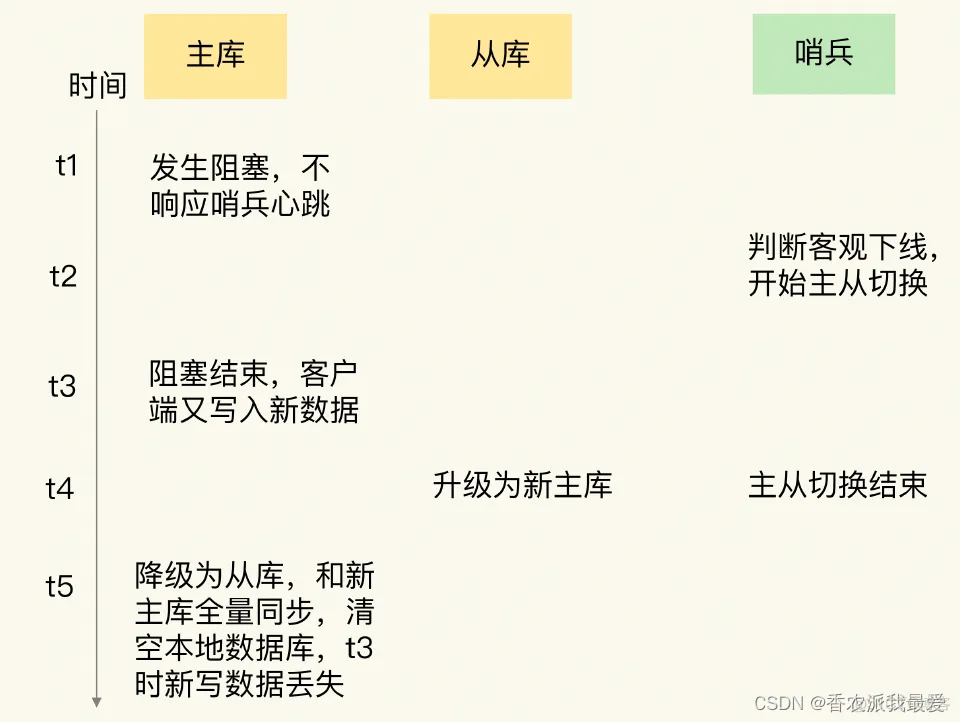 主库
从库
哨兵
时间
t1
发生阻塞，不
响应哨兵心跳
t2
判断客观下线，
开始主从切换
t3
阻塞结束，客户
端又写入新数据
t4
升级为新主库
主从切换结束
t5
降级为从库，和新
主库全量同步，清
空本地数据库，t3
时新写数据丢失
CSDN @香农派我最爱